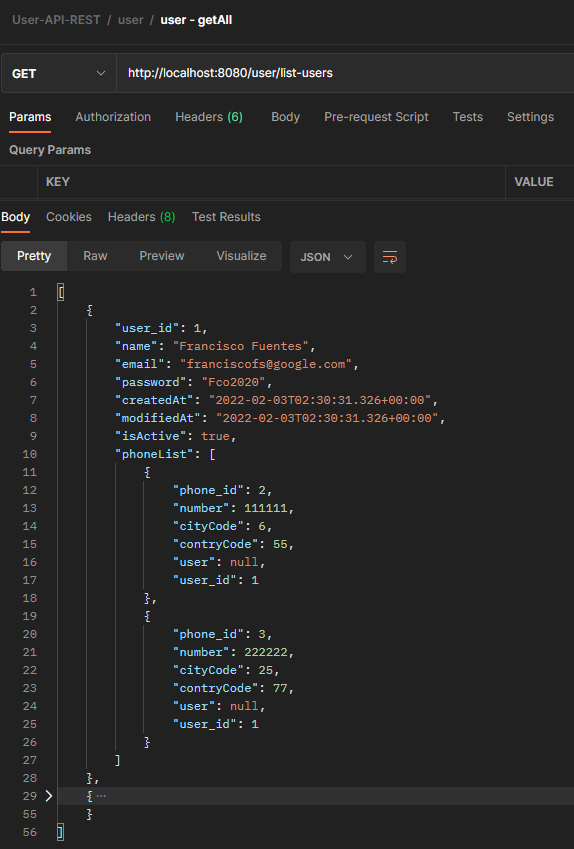 User-API-REST / user / user - getAll
GET http://localhost:8080/user/list-users
Params Authorization Headers (6) Body Pre-request Script Tests Settings
Query Params
KEY VALUE
Body Cookies Headers (8) Test Results
Pretty Raw Preview Visualize JSON
1 [
2 {
3 "user_id": 1,
4 "name": "Francisco Fuentes",
5 "email": "franciscofs@google.com",
6 "password": "Fco2020",
7 "createdAt": "2022-02-03T02:30:31.326+00:00",
8 "modifiedAt": "2022-02-03T02:30:31.326+00:00",
9 "isActive": true,
10 "phoneList": [
11 {
12 "phone_id": 2,
13 "number": 111111,
14 "cityCode": 6,
15 "contryCode": 55,
16 "user": null,
17 "user_id": 1
18 },
19 {
20 "phone_id": 3,
21 "number": 222222,
22 "cityCode": 25,
23 "contryCode": 77,
24 "user": null,
25 "user_id": 1
26 }
27 ]
28 },
29 { ···
55 }
56 ]